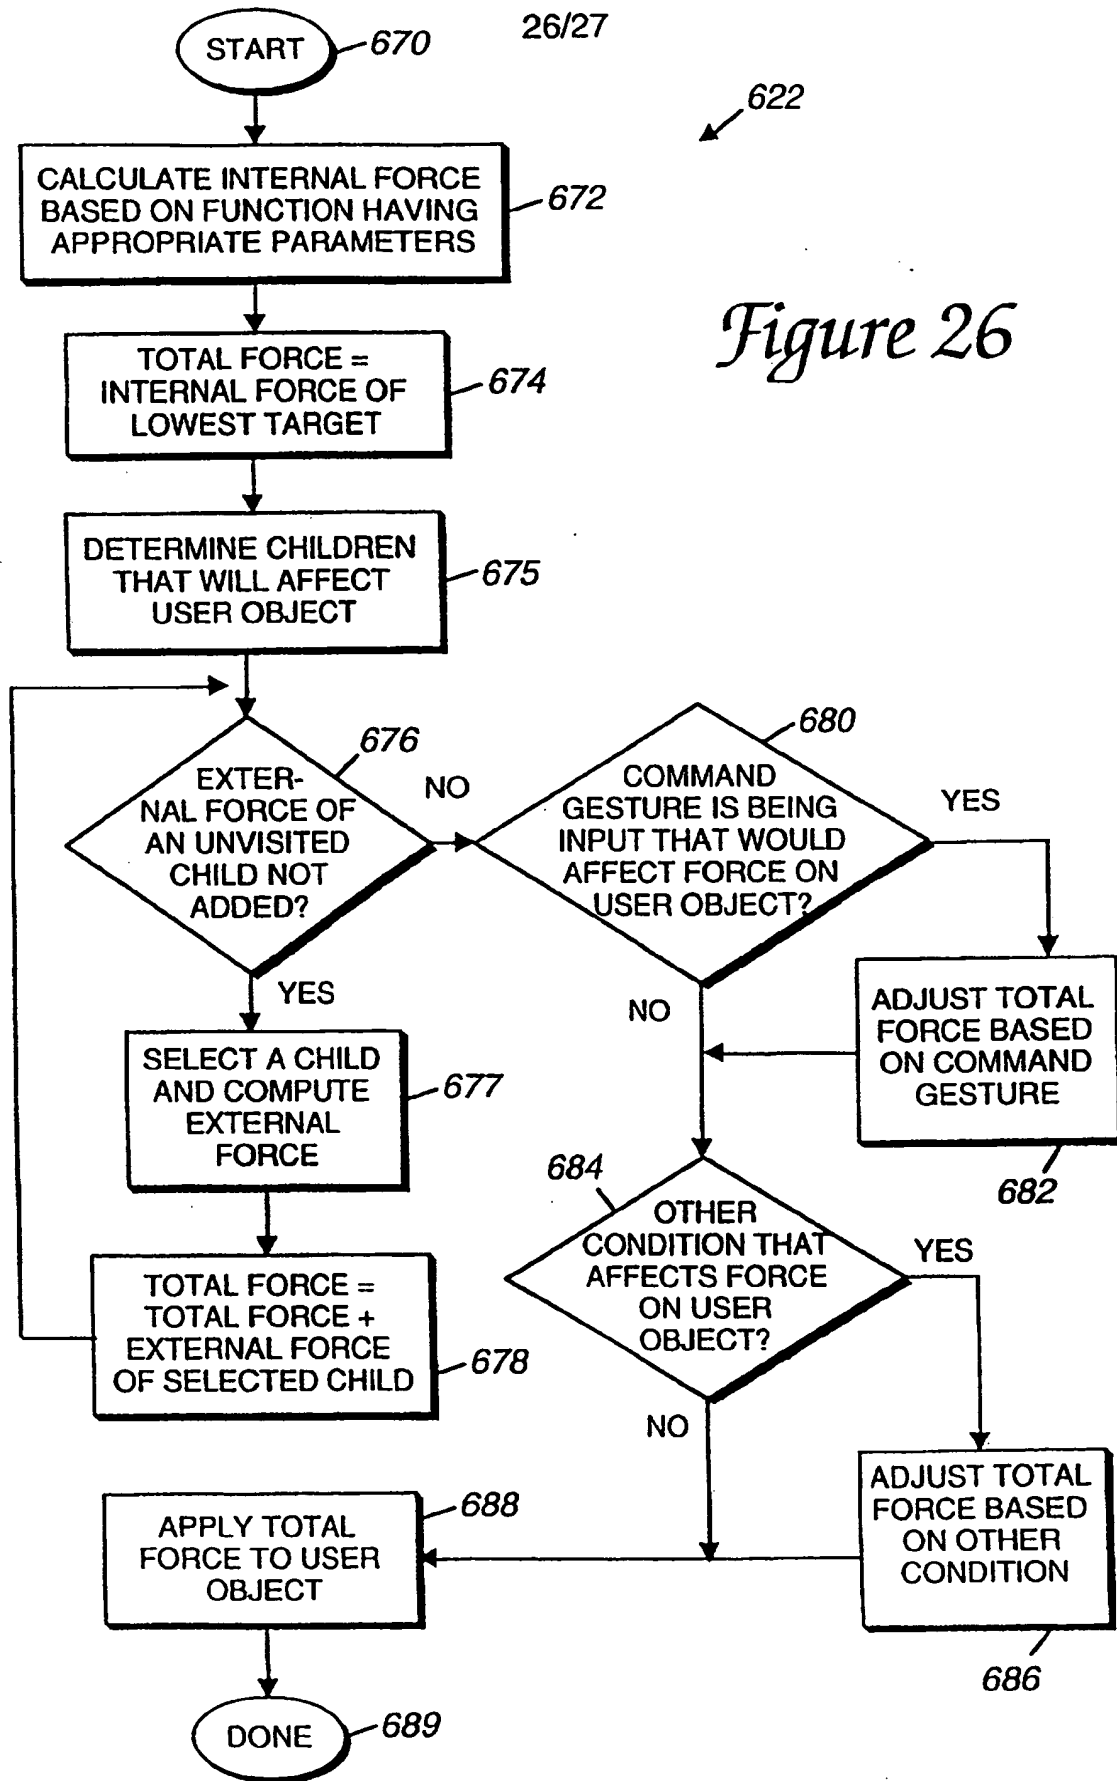 26/27
START
670
622
CALCULATE INTERNAL FORCE
BASED ON FUNCTION HAVING
APPROPRIATE PARAMETERS
672
Figure 26
TOTAL FORCE =
INTERNAL FORCE OF
LOWEST TARGET
674
DETERMINE CHILDREN
THAT WILL AFFECT
USER OBJECT
675
676
EXTER-
NAL FORCE OF
AN UNVISITED
CHILD NOT
ADDED?
NO
YES
680
COMMAND
GESTURE IS BEING
INPUT THAT WOULD
AFFECT FORCE ON
USER OBJECT?
YES
NO
ADJUST TOTAL
FORCE BASED
ON COMMAND
GESTURE
682
SELECT A CHILD
AND COMPUTE
EXTERNAL
FORCE
677
TOTAL FORCE =
TOTAL FORCE +
EXTERNAL FORCE
OF SELECTED CHILD
678
684
OTHER
CONDITION THAT
AFFECTS FORCE
ON USER
OBJECT?
YES
NO
ADJUST TOTAL
FORCE BASED
ON OTHER
CONDITION
686
APPLY TOTAL
FORCE TO USER
OBJECT
688
DONE
689